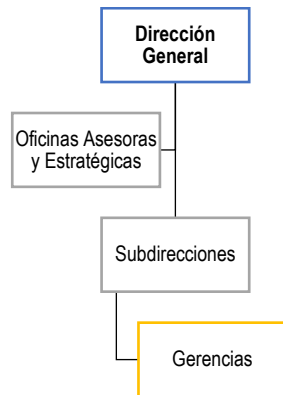 Dirección
General
Oficinas Asesoras
y Estratégicas
Subdirecciones
Gerencias